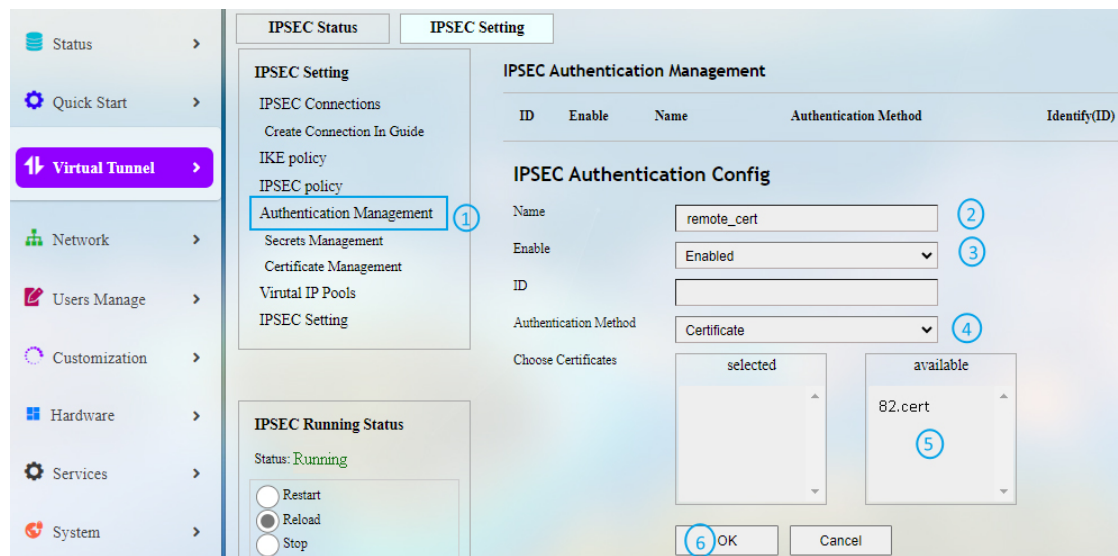 IPSEC Status
IPSEC Setting
Status
Quick Start
Virtual Tunnel
Network
Users Manage
Customization
Hardware
Services
System
IPSEC Setting
IPSEC Connections
Create Connection In Guide
IKE policy
IPSEC policy
Authentication Management
1
Secrets Management
Certificate Management
Virutal IP Pools
IPSEC Setting
IPSEC Running Status
Status: Running
Restart
Reload
Stop
IPSEC Authentication Management
ID Enable Name Authentication Method Identify(ID)
IPSEC Authentication Config
Name remote_cert 2
Enable Enabled 3
ID
Authentication Method Certificate 4
Choose Certificates selected available
82.cert
5
6 OK Cancel